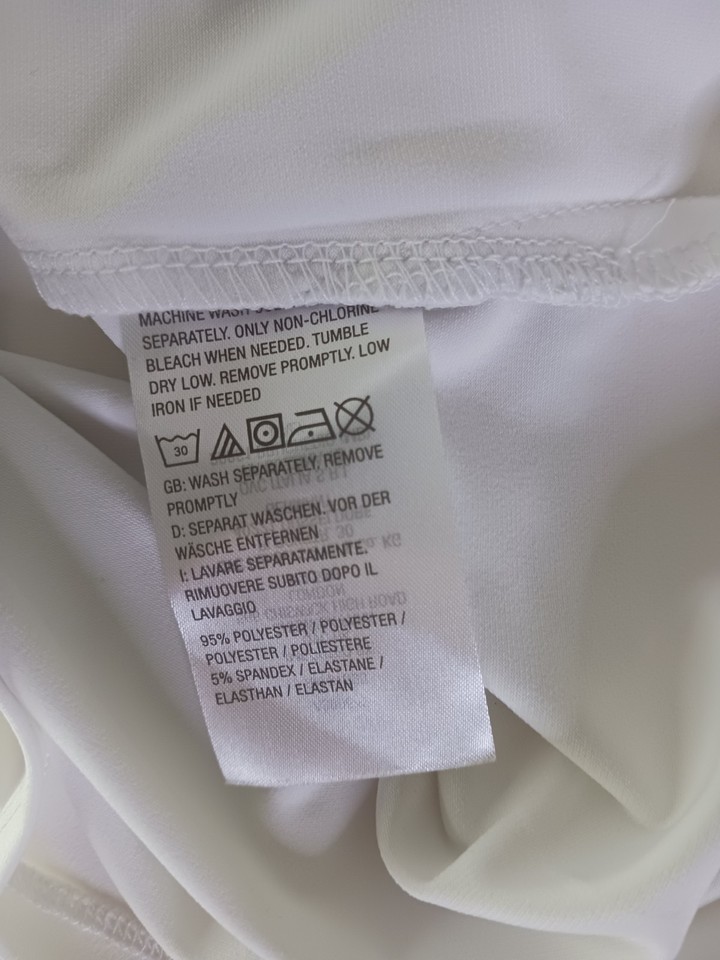 MACHINE WASH
SEPARATELY. ONLY NON-CHLORINE
BLEACH WHEN NEEDED. TUMBLE
DRY LOW. REMOVE PROMPTLY. LOW
IRON IF NEEDED
30
GB: WASH SEPARATELY, REMOVE
PROMPTLY
D: SEPARAT WASCHEN. VOR DER
WÄSCHE ENTFERNEN
I: LAVARE SEPARATAMENTE.
RIMUOVERE SUBITO DOPO IL
LAVAGGIO
95% POLYESTER / POLYESTER /
POLYESTER / POLIESTERE
5% SPANDEX / ELASTANE /
ELASTHAN / ELASTAN